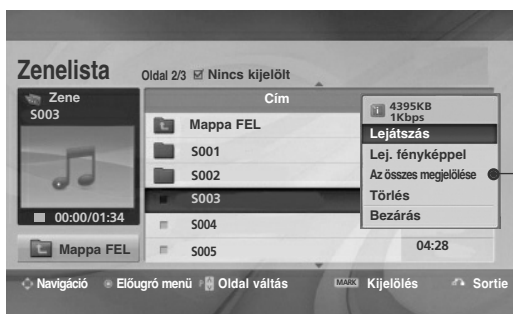 Zenelista
Oldal 2/3 Nincs kijelölt
Zene
S003
00:00/01:34
Mappa FEL
Cím
Mappa FEL
S001
S002
S003
S004
S005
04:28
4395KB
1Kbps
Lejátszás
Lej. fényképpel
Az összes megjelölése
Törlés
Bezárás
Navigáció
Előugró menü
P
Oldal váltás
MARK
Kijelölés
Sortie